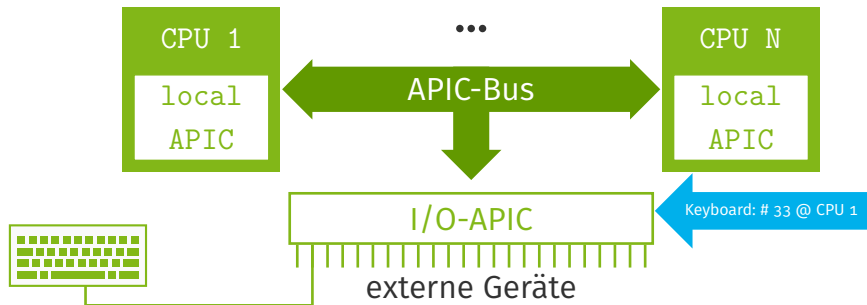 CPU 1
...
CPU N
local
APIC
APIC-Bus
local
APIC
I/O-APIC
Keyboard: # 33 @ CPU 1
externe Geräte